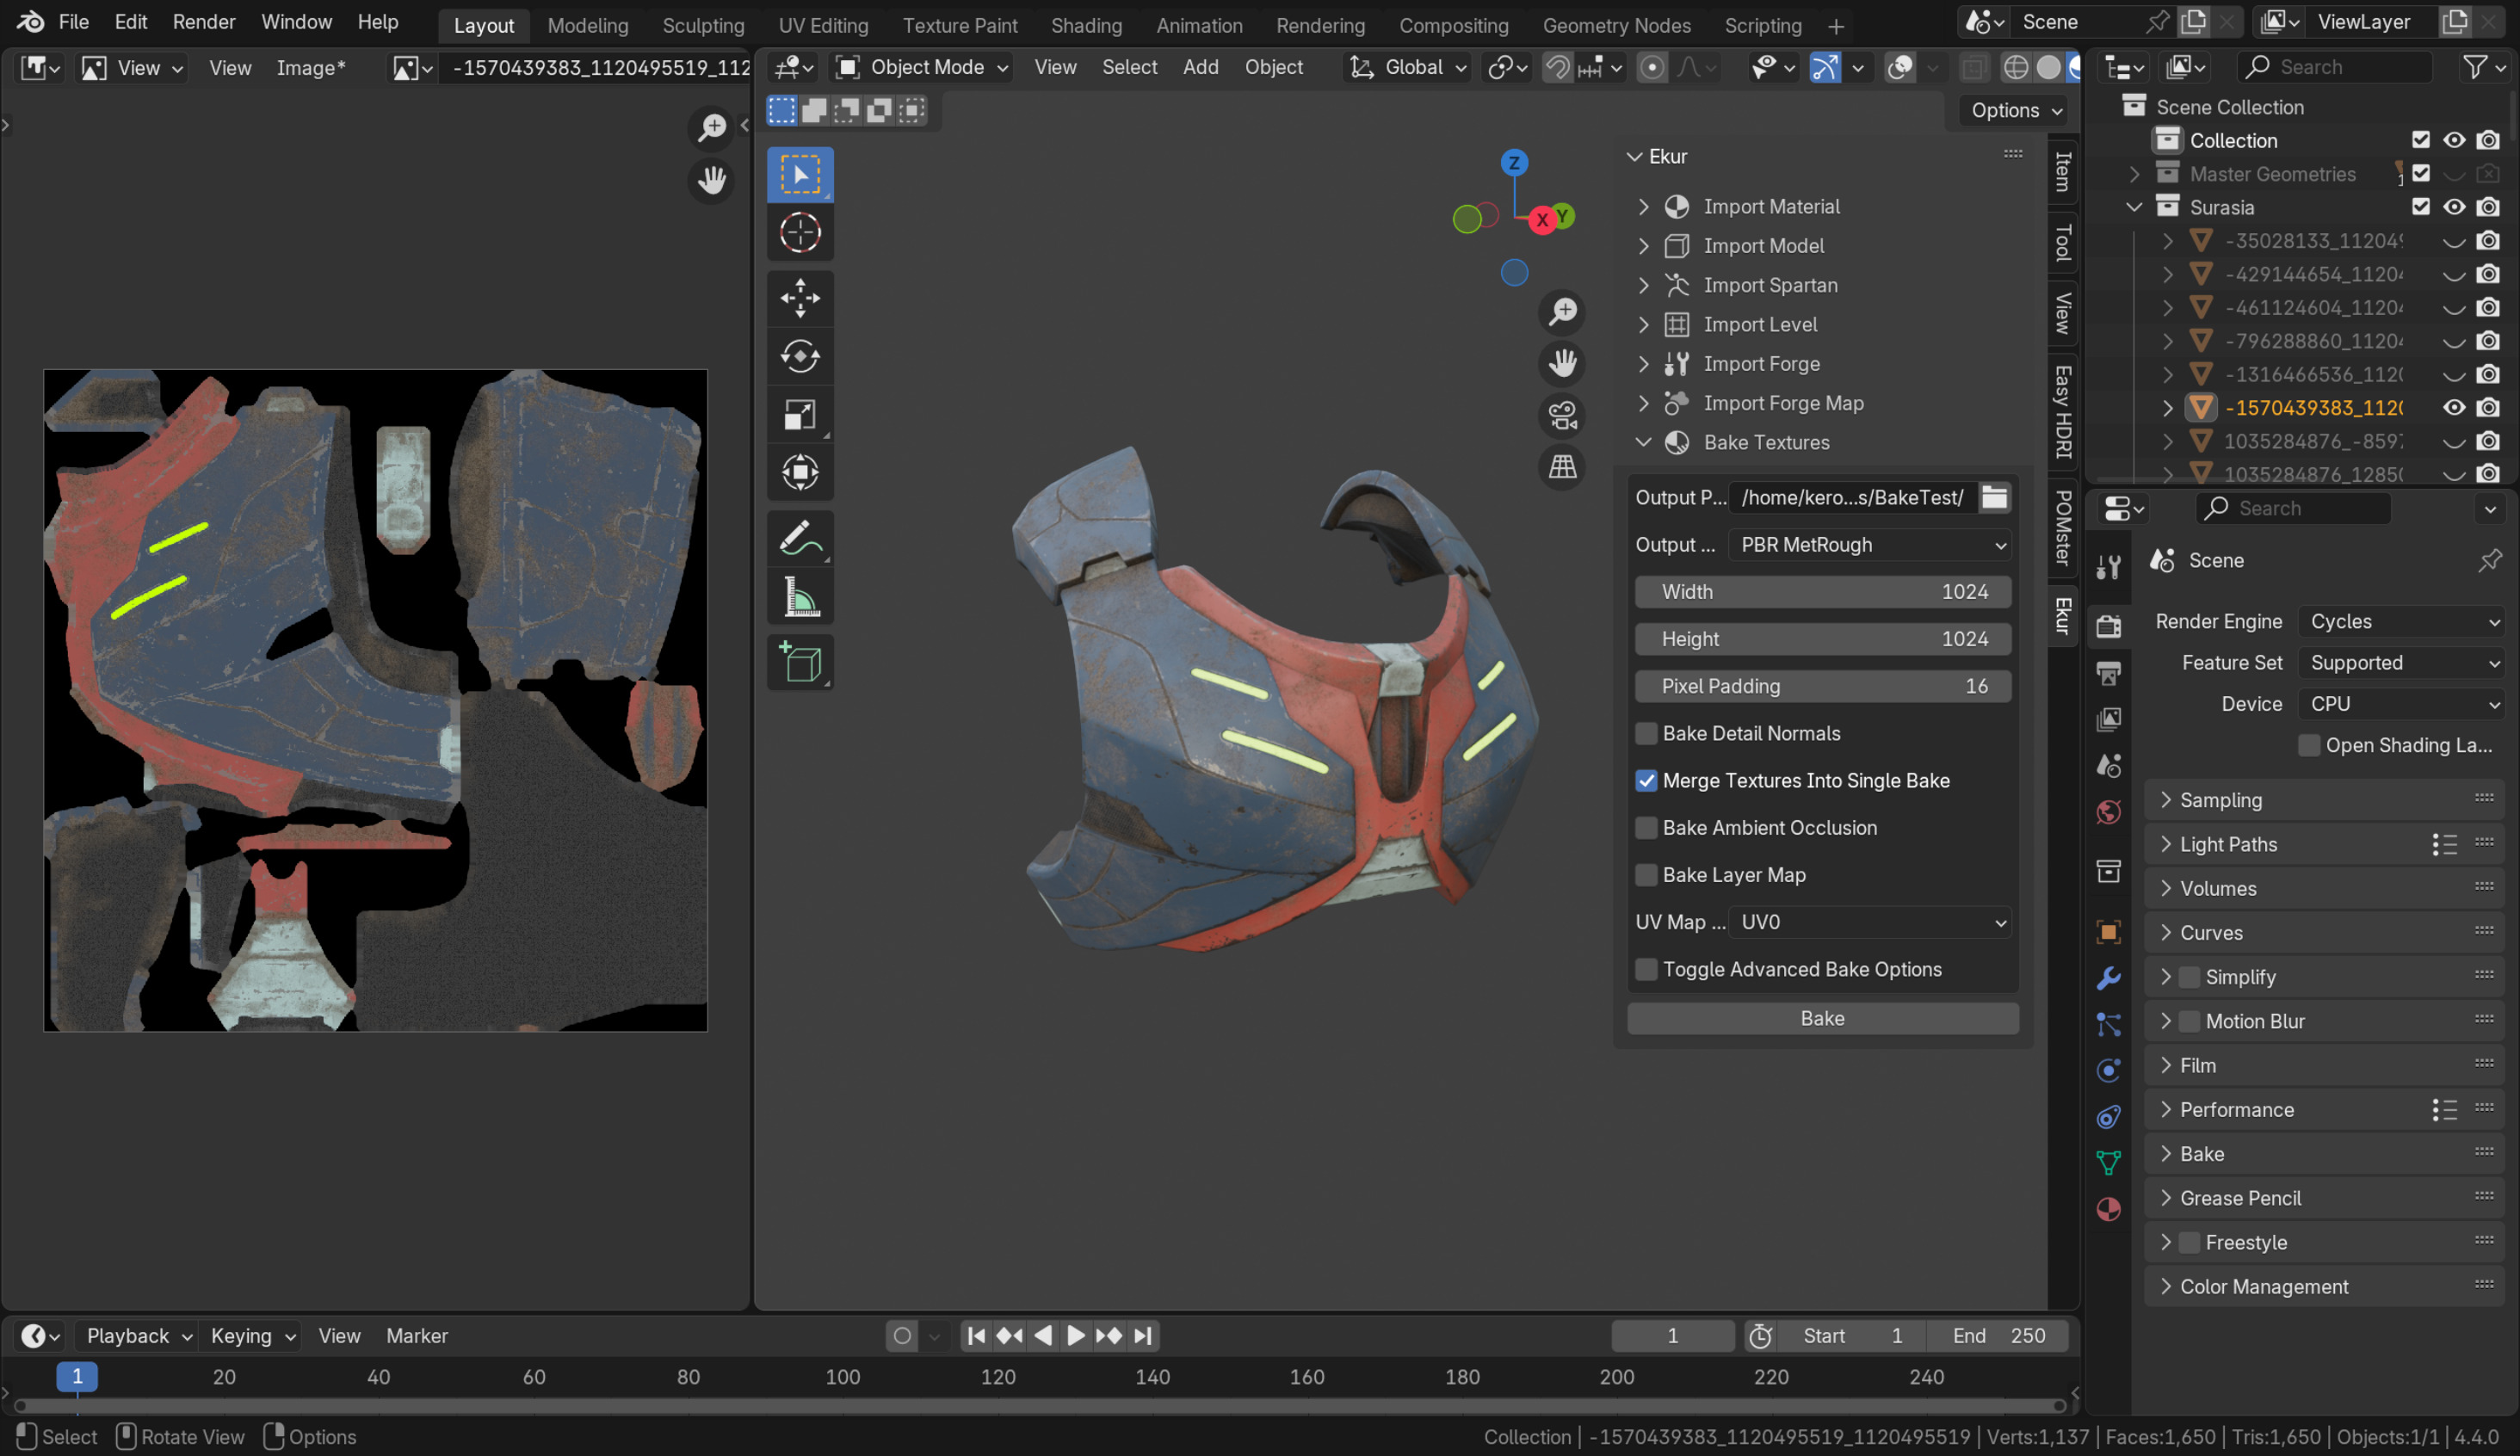 File Edit Render Window Help Layout Modeling Sculpting UV Editing Texture Paint Shading Animation Rendering Compositing Geometry Nodes Scripting + Scene ViewLayer
View View Image* -1570439383_1120495519_112
Object Mode View Select Add Object Global
Options
Search
Scene Collection
Collection
Master Geometries
Surasia
-35028133_11204
-429144654_1120
-461124604_1120
-796288860_1120
-1316466536_112
-1570439383_112
1035284876_-859
1035284876_1285
Z
X
Y
Ekur
Import Material
Import Model
Import Spartan
Import Level
Import Forge
Import Forge Map
Bake Textures
Output P... /home/kero...s/BakeTest/
Output ... PBR MetRough
Width 1024
Height 1024
Pixel Padding 16
Bake Detail Normals
Merge Textures Into Single Bake
Bake Ambient Occlusion
Bake Layer Map
UV Map ... UV0
Toggle Advanced Bake Options
Bake
Item
Tool
View
Easy HDRI
POMster
Ekur
Search
Scene
Render Engine Cycles
Feature Set Supported
Device CPU
Open Shading La...
Sampling
Light Paths
Volumes
Curves
Simplify
Motion Blur
Film
Performance
Bake
Grease Pencil
Freestyle
Color Management
Playback Keying View Marker 1 Start 1 End 250
1 20 40 60 80 100 120 140 160 180 200 220 240
Select Rotate View Options Collection | -1570439383_1120495519_1120495519 | Verts:1,137 | Faces:1,650 | Tris:1,650 | Objects:1/1 | 4.4.0